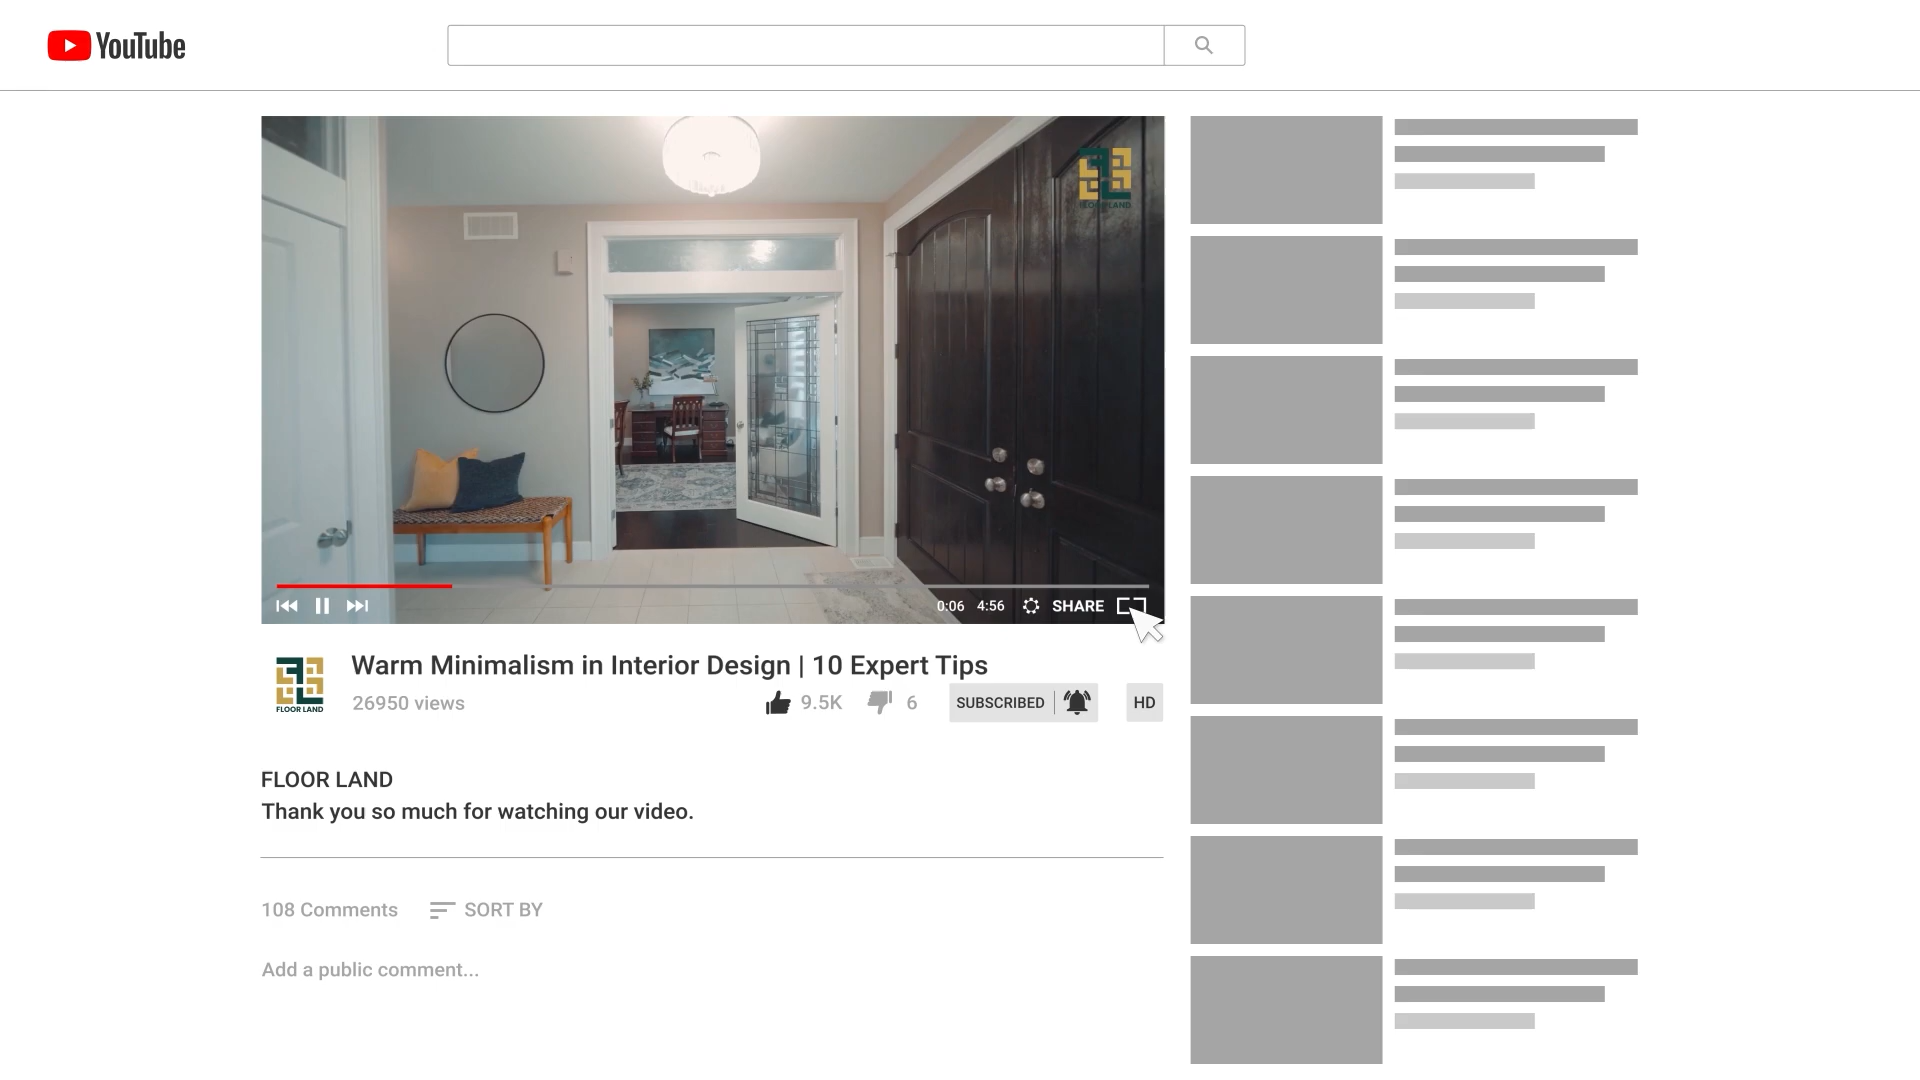 YouTube
FLOOR LAND
0:06 4:56 SHARE
Warm Minimalism in Interior Design | 10 Expert Tips
FLOOR LAND
26950 views
9.5K 6 SUBSCRIBED HD
FLOOR LAND
Thank you so much for watching our video.
108 Comments SORT BY
Add a public comment...